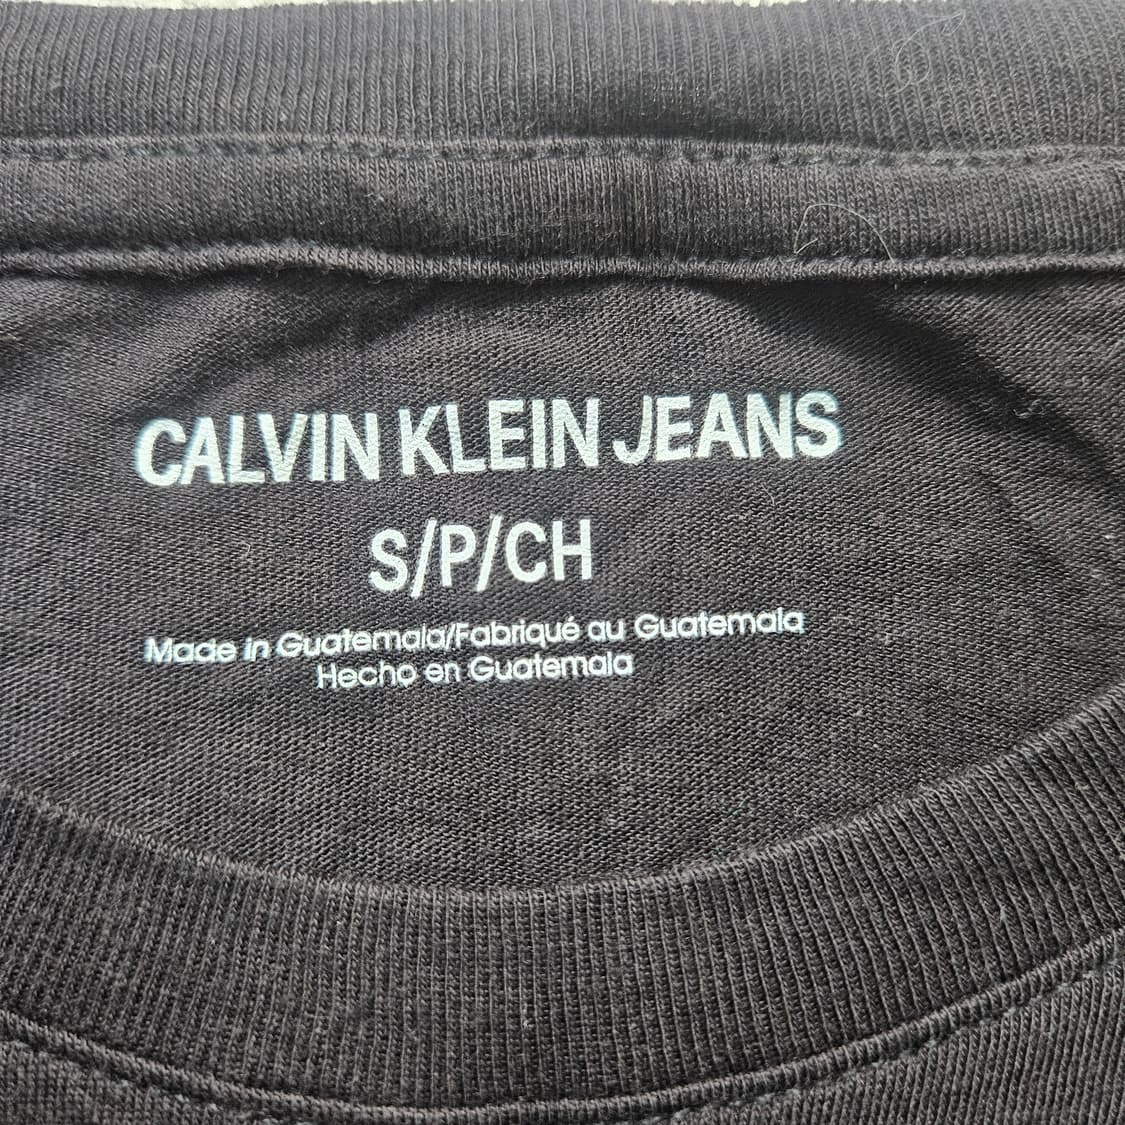 CALVIN KLEIN JEANS
S/P/CH
Made in Guatemala/Fabriqué au Guatemala
Hecho en Guatemala